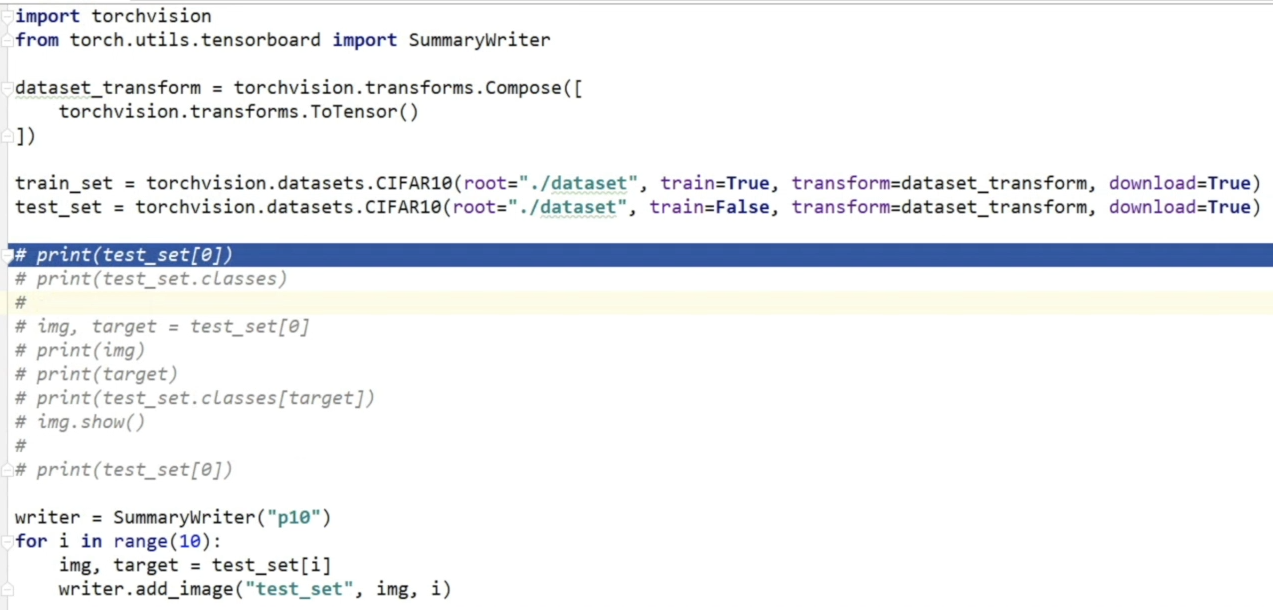 import torchvision
from torch.utils.tensorboard import SummaryWriter
dataset_transform = torchvision.transforms.Compose([
    torchvision.transforms.ToTensor()
])
train_set = torchvision.datasets.CIFAR10(root="./dataset", train=True, transform=dataset_transform, download=True)
test_set = torchvision.datasets.CIFAR10(root="./dataset", train=False, transform=dataset_transform, download=True)
# print(test_set[0])
# print(test_set.classes)
#
# img, target = test_set[0]
# print(img)
# print(target)
# print(test_set.classes[target])
# img.show()
#
# print(test_set[0])
writer = SummaryWriter("p10")
for i in range(10):
    img, target = test_set[i]
    writer.add_image("test_set", img, i)